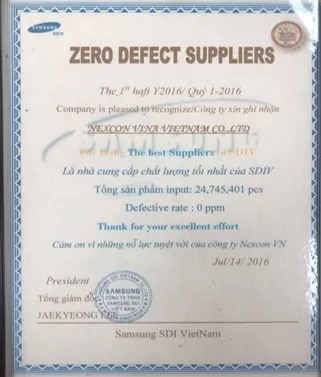 SAMSUNG
ZERO DEFECT SUPPLIERS
The 1st haft Y2016/ Quý 1-2016
Company is pleased to recognize/Công ty xin ghi nhận
NEXCON VINA VIETNAM CO.,LTD
For being The best Suppliers of SDIV
Là nhà cung cấp chất lượng tốt nhất của SDIV
Tổng sản phẩm input: 24,745,401 pcs
Defective rate : 0 ppm
Thank for your excellent effort
Cảm ơn vì những nỗ lực tuyệt vời của công ty Nexcon VN
Jul/14/ 2016
President
Tổng giám đốc
JAEKYEONG
SAMSUNG
Samsung SDI VietNam